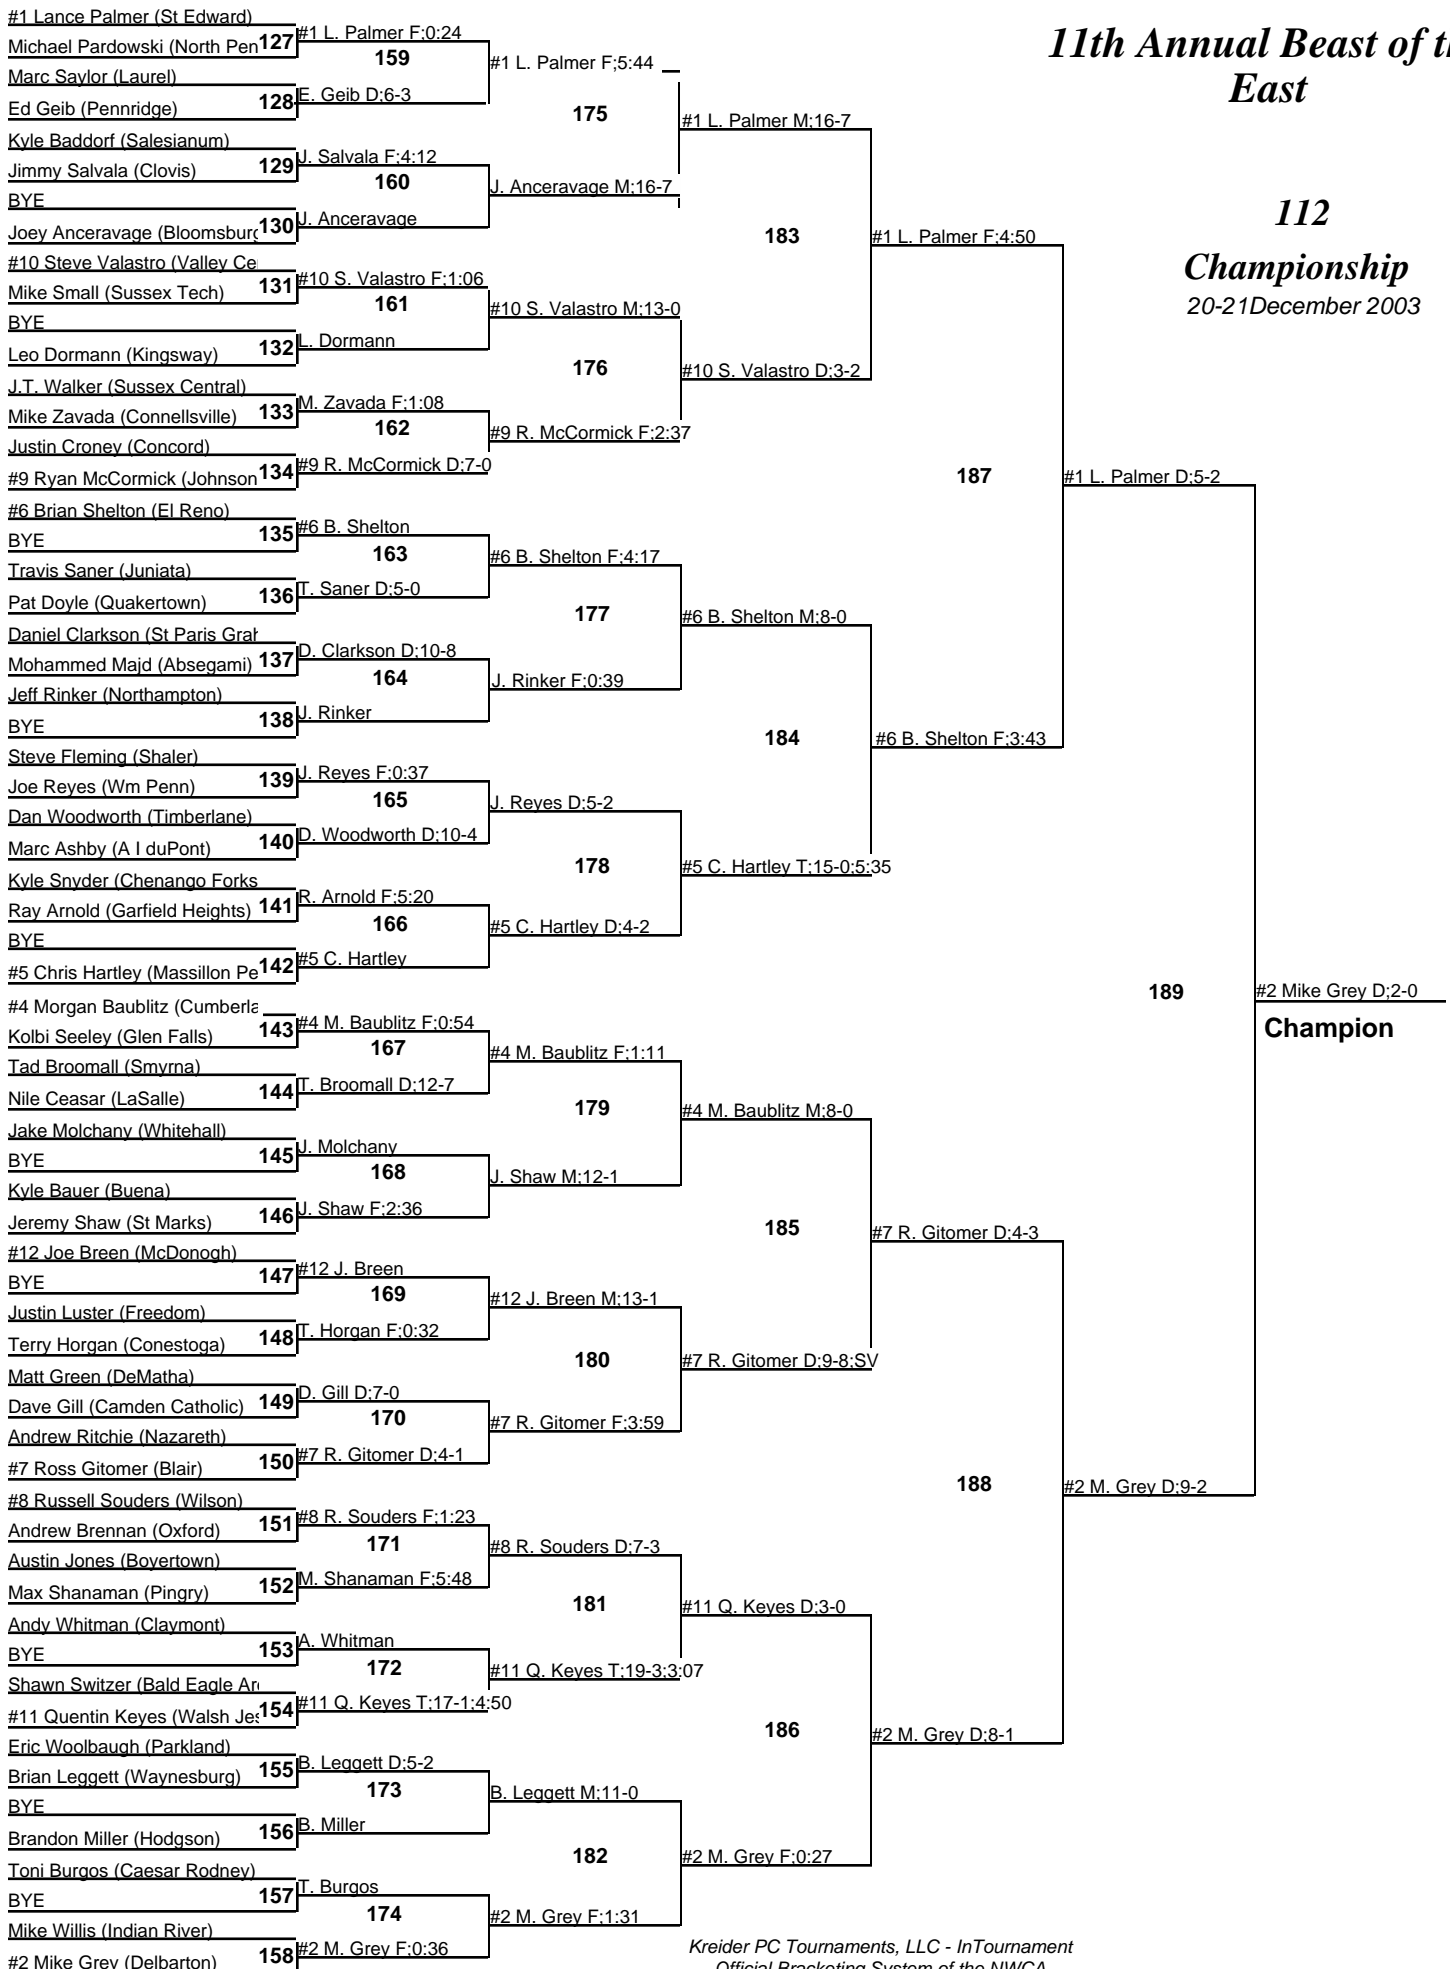 11th Annual Beast of th
East
112
Championship
20-21December 2003
#1 Lance Palmer (St Edward)
Michael Pardowski (North Pen
127
#1 L. Palmer F;0:24
159
Marc Saylor (Laurel)
Ed Geib (Pennridge)
128
E. Geib D;6-3
#1 L. Palmer F;5:44
175
Kyle Baddorf (Salesianum)
Jimmy Salvala (Clovis)
129
J. Salvala F;4:12
160
BYE
Joey Anceravage (Bloomsburg
130
J. Anceravage
J. Anceravage M;16-7
#1 L. Palmer M;16-7
183
#10 Steve Valastro (Valley Ce
Mike Small (Sussex Tech)
131
#10 S. Valastro F;1:06
161
BYE
Leo Dormann (Kingsway)
132
L. Dormann
#10 S. Valastro M;13-0
176
J.T. Walker (Sussex Central)
Mike Zavada (Connellsville)
133
M. Zavada F;1:08
162
Justin Croney (Concord)
#9 Ryan McCormick (Johnson
134
#9 R. McCormick D;7-0
#9 R. McCormick F;2:37
#10 S. Valastro D;3-2
#1 L. Palmer F;4:50
187
#6 Brian Shelton (El Reno)
BYE
135
#6 B. Shelton
163
Travis Saner (Juniata)
Pat Doyle (Quakertown)
136
T. Saner D;5-0
#6 B. Shelton F;4:17
177
Daniel Clarkson (St Paris Grah
Mohammed Majd (Absegami)
137
D. Clarkson D;10-8
164
Jeff Rinker (Northampton)
BYE
138
J. Rinker
J. Rinker F;0:39
#6 B. Shelton M;8-0
184
Steve Fleming (Shaler)
Joe Reyes (Wm Penn)
139
J. Reyes F;0:37
165
Dan Woodworth (Timberlane)
Marc Ashby (A I duPont)
140
D. Woodworth D;10-4
J. Reyes D;5-2
178
Kyle Snyder (Chenango Forks
Ray Arnold (Garfield Heights)
141
R. Arnold F;5:20
166
BYE
#5 Chris Hartley (Massillon Pe
142
#5 C. Hartley
#5 C. Hartley D;4-2
#5 C. Hartley T;15-0;5:35
#6 B. Shelton F;3:43
#1 L. Palmer D;5-2
189
#2 Mike Grey D;2-0
Champion
#4 Morgan Baublitz (Cumberla
Kolbi Seeley (Glen Falls)
143
#4 M. Baublitz F;0:54
167
Tad Broomall (Smyrna)
Nile Ceasar (LaSalle)
144
T. Broomall D;12-7
#4 M. Baublitz F;1:11
179
Jake Molchany (Whitehall)
BYE
145
J. Molchany
168
Kyle Bauer (Buena)
Jeremy Shaw (St Marks)
146
J. Shaw F;2:36
J. Shaw M;12-1
#4 M. Baublitz M;8-0
185
#12 Joe Breen (McDonogh)
BYE
147
#12 J. Breen
169
Justin Luster (Freedom)
Terry Horgan (Conestoga)
148
T. Horgan F;0:32
#12 J. Breen M;13-1
180
Matt Green (DeMatha)
Dave Gill (Camden Catholic)
149
D. Gill D;7-0
170
Andrew Ritchie (Nazareth)
#7 Ross Gitomer (Blair)
150
#7 R. Gitomer D;4-1
#7 R. Gitomer F;3:59
#7 R. Gitomer D;9-8;SV
#7 R. Gitomer D;4-3
188
#2 M. Grey D;9-2
#8 Russell Souders (Wilson)
Andrew Brennan (Oxford)
151
#8 R. Souders F;1:23
171
Austin Jones (Boyertown)
Max Shanaman (Pingry)
152
M. Shanaman F;5:48
#8 R. Souders D;7-3
181
Andy Whitman (Claymont)
BYE
153
A. Whitman
172
Shawn Switzer (Bald Eagle Are
#11 Quentin Keyes (Walsh Jes
154
#11 Q. Keyes T;17-1;4:50
#11 Q. Keyes T;19-3;3:07
#11 Q. Keyes D;3-0
186
#2 M. Grey D;8-1
Eric Woolbaugh (Parkland)
Brian Leggett (Waynesburg)
155
B. Leggett D;5-2
173
BYE
Brandon Miller (Hodgson)
156
B. Miller
B. Leggett M;11-0
182
#2 M. Grey F;0:27
Toni Burgos (Caesar Rodney)
BYE
157
T. Burgos
174
Mike Willis (Indian River)
#2 Mike Grey (Delbarton)
158
#2 M. Grey F;0:36
#2 M. Grey F;1:31
Kreider PC Tournaments, LLC - InTournament
Official Bracketing System of the NWCA